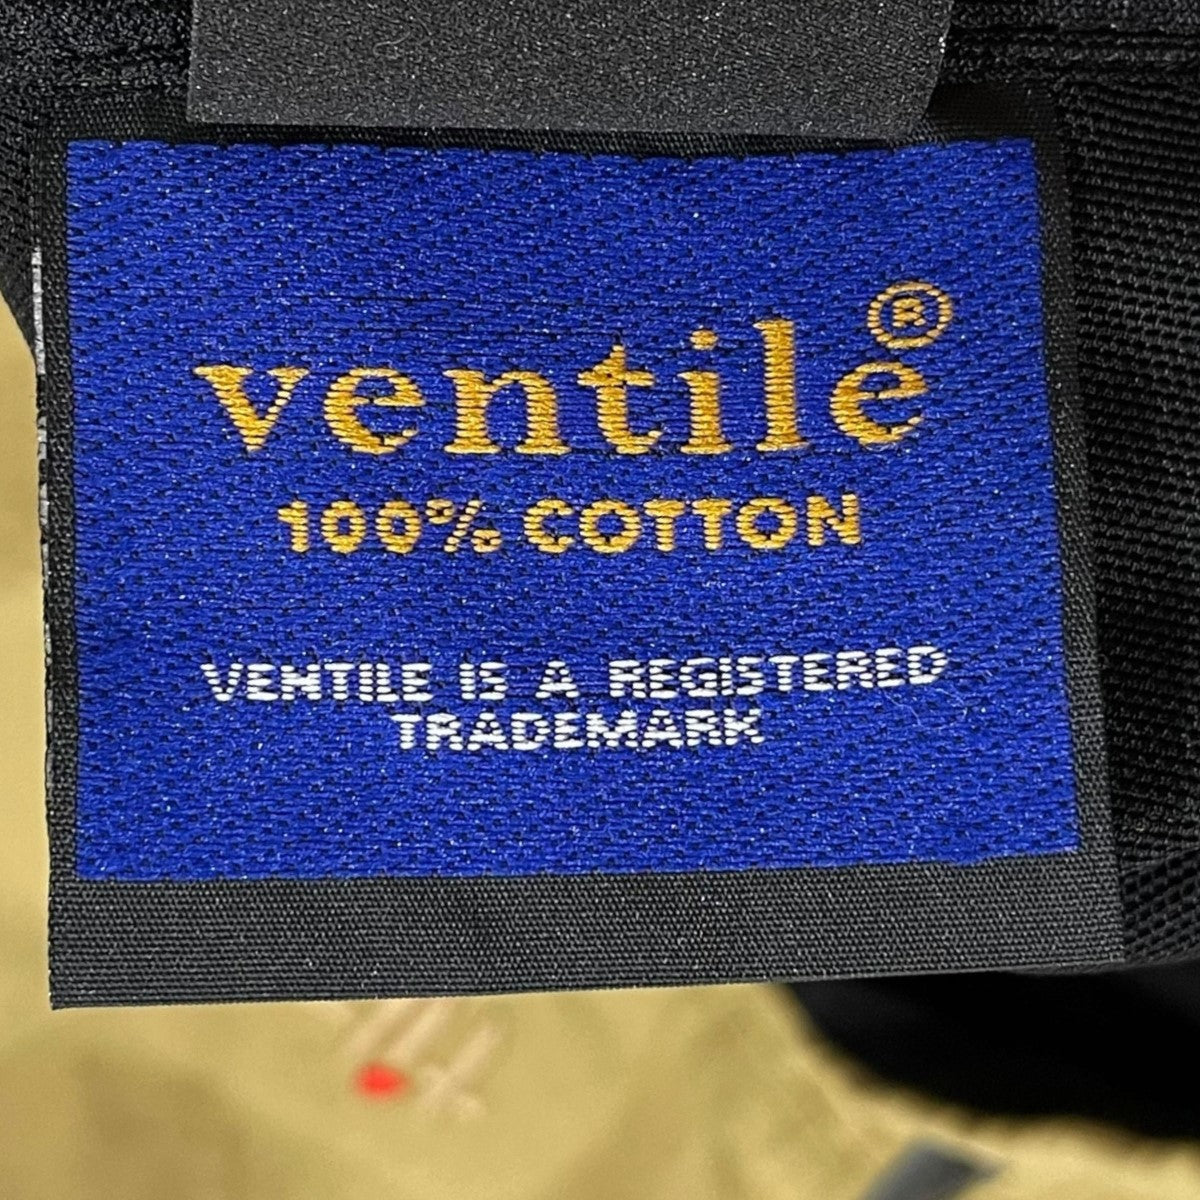 ventile®
100% COTTON
VENTILE IS A REGISTERED
TRADEMARK